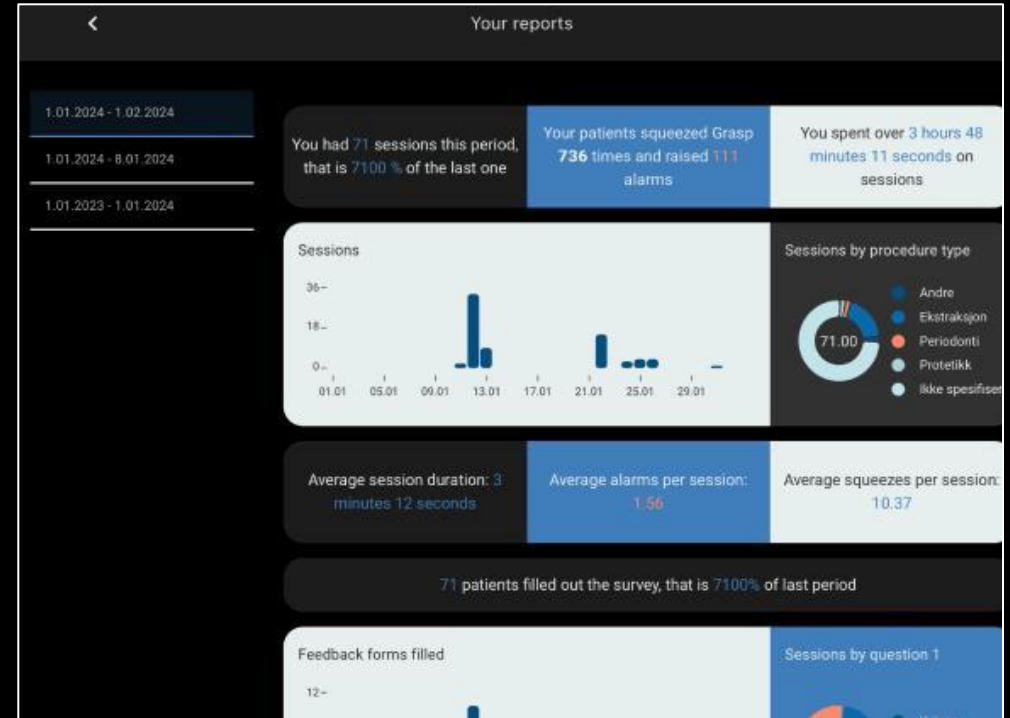 Your reports
1.01.2024 - 1.02.2024
1.01.2024 - 8.01.2024
1.01.2023 - 1.01.2024
You had 71 sessions this period,
that is 7100 % of the last one
Your patients squeezed Grasp
736 times and raised 111
alarms
You spent over 3 hours 48
minutes 11 seconds on
sessions
Sessions
36
18
0
01.01 05.01 09.01 13.01 17.01 21.01 25.01 29.01
Sessions by procedure type
71.00
Andre
Ekstraksjon
Periodonti
Protetikk
Ikke spesifiser
Average session duration: 3
minutes 12 seconds
Average alarms per session:
1.56
Average squeezes per session:
10.37
71 patients filled out the survey, that is 7100% of last period
Feedback forms filled
12
Sessions by question 1